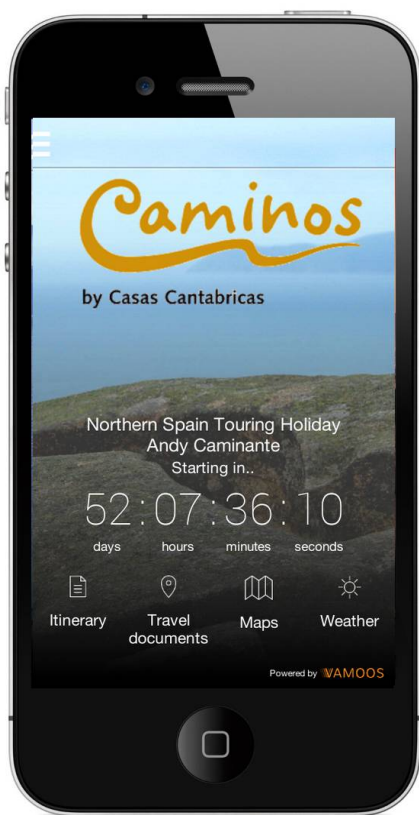 Caminos
by Casas Cantabricas
Northern Spain Touring Holiday
Andy Caminante
Starting in..
52:07:36:10
days hours minutes seconds
Itinerary Travel documents Maps Weather
Powered by VAMOOS